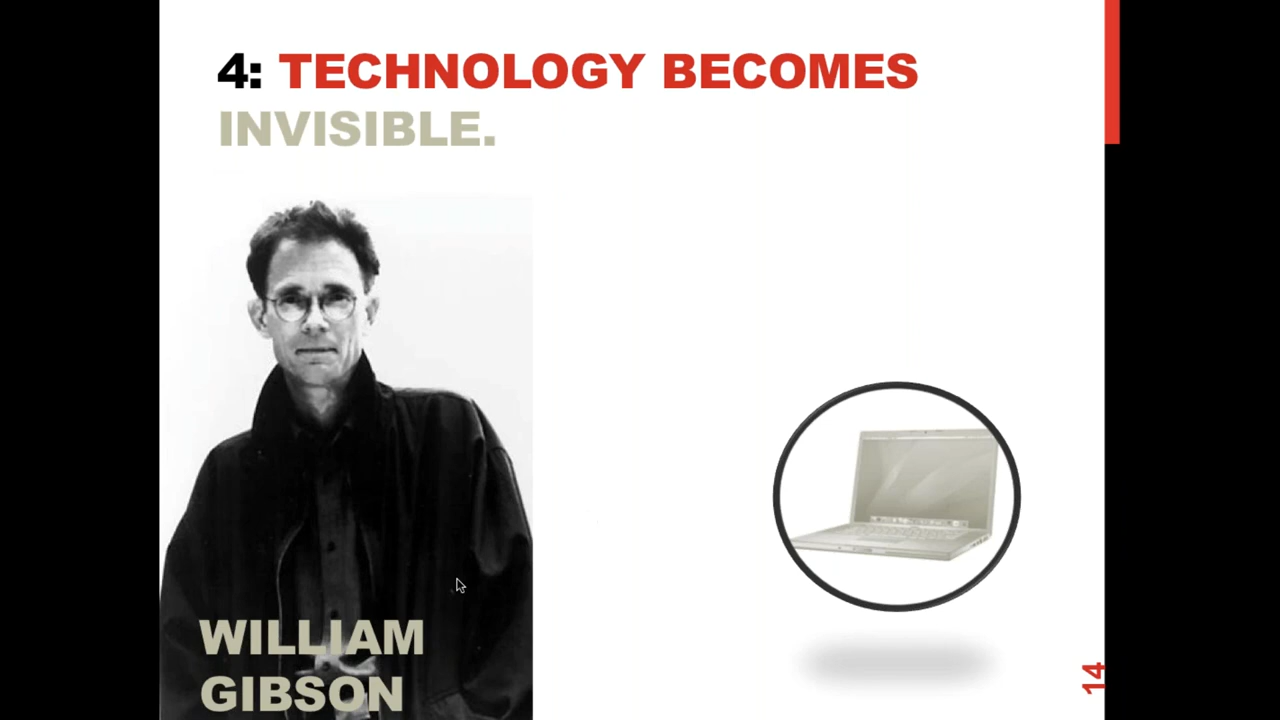 4: TECHNOLOGY BECOMES
INVISIBLE.
WILLIAM
GIBSON
14